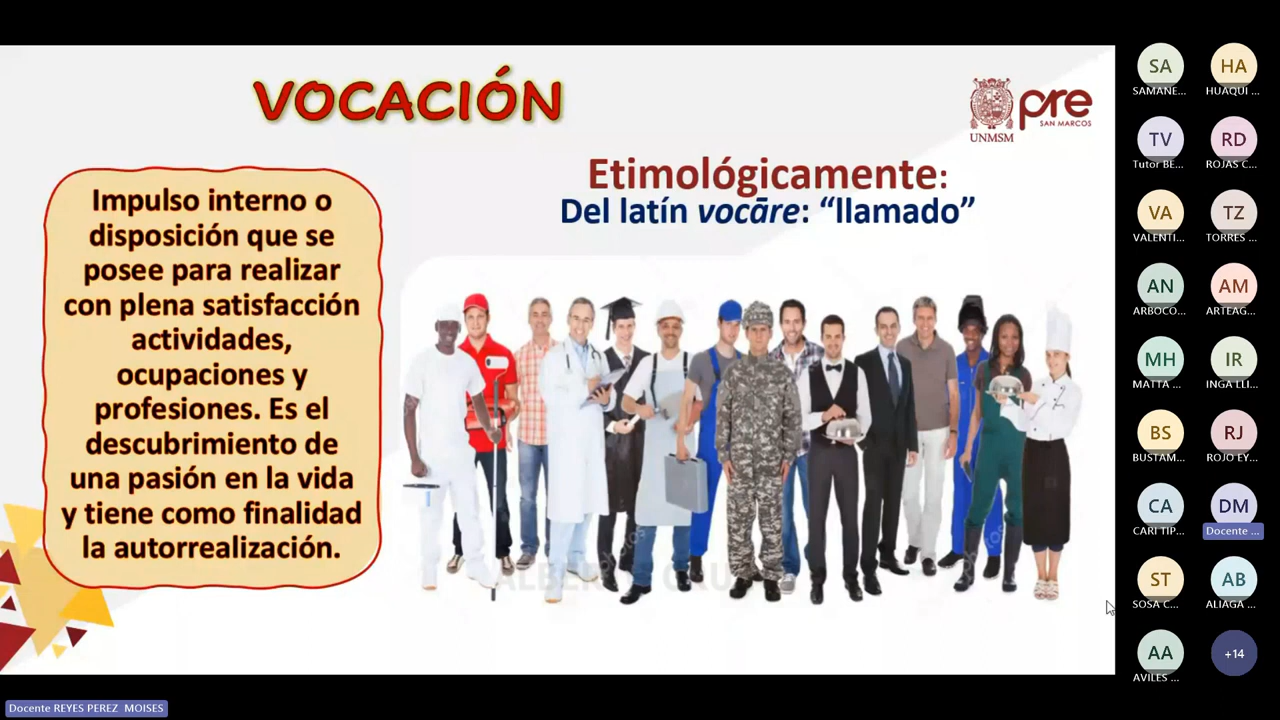 VOCACIÓN
UNMSM
pre
SAN MARCOS
Etimológicamente:
Del latín vocāre: “llamado”
Impulso interno o
disposición que se
posee para realizar
con plena satisfacción
actividades,
ocupaciones y
profesiones. Es el
descubrimiento de
una pasión en la vida
y tiene como finalidad
la autorrealización.
SA
SAMANE...
HA
HUAQUI ...
TV
Tutor BE...
RD
ROJAS C...
VA
VALENTI...
TZ
TORRES ...
AN
ARBOCO...
AM
ARTEAG...
MH
MATTA ...
IR
INGA LLI...
BS
BUSTAM...
RJ
ROJO EY...
CA
CARI TIP...
DM
Docente ...
ST
SOSA C...
AB
ALIAGA ...
AA
AVILES ...
+14
Docente REYES PEREZ MOISES